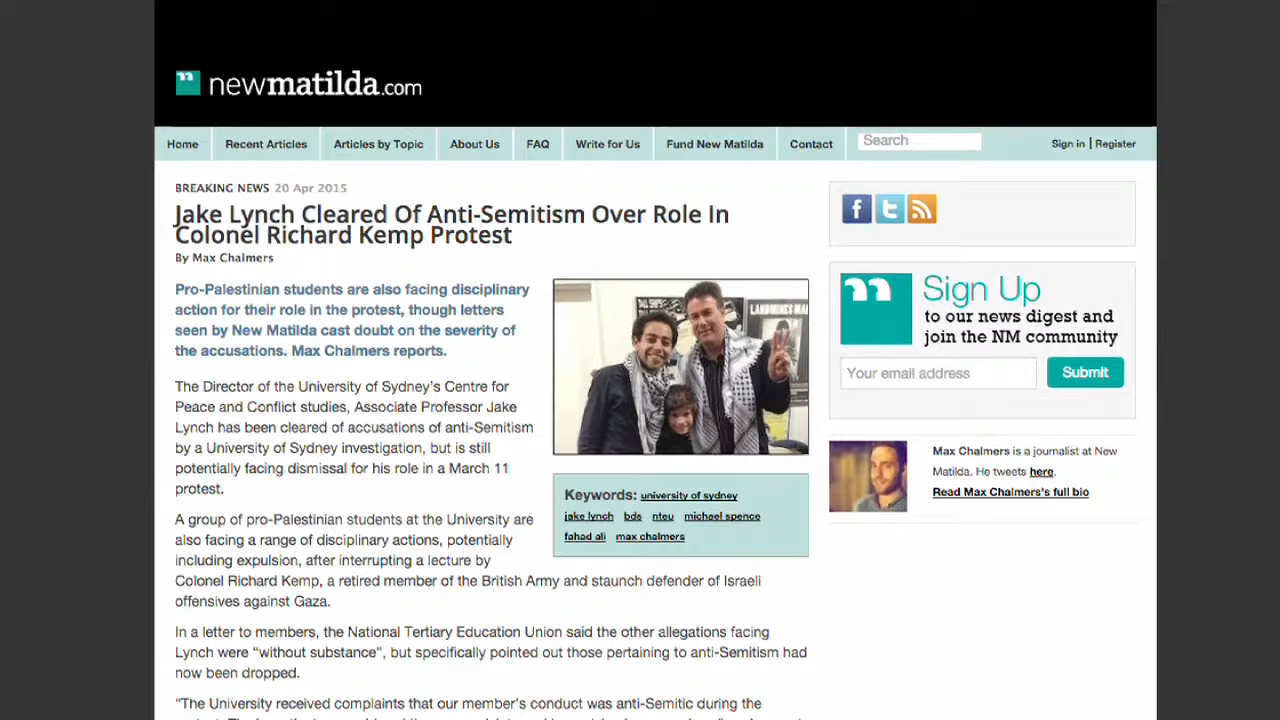 newmatilda.com
Home Recent Articles Articles by Topic About Us FAQ Write for Us Fund New Matilda Contact Search Sign in | Register
BREAKING NEWS 20 Apr 2015
Jake Lynch Cleared Of Anti-Semitism Over Role In
Colonel Richard Kemp Protest
By Max Chalmers
Pro-Palestinian students are also facing disciplinary
action for their role in the protest, though letters
seen by New Matilda cast doubt on the severity of
the accusations. Max Chalmers reports.
The Director of the University of Sydney's Centre for
Peace and Conflict studies, Associate Professor Jake
Lynch has been cleared of accusations of anti-Semitism
by a University of Sydney investigation, but is still
potentially facing dismissal for his role in a March 11
protest.
A group of pro-Palestinian students at the University are
also facing a range of disciplinary actions, potentially
including expulsion, after interrupting a lecture by
Colonel Richard Kemp, a retired member of the British Army and staunch defender of Israeli
offensives against Gaza.
In a letter to members, the National Tertiary Education Union said the other allegations facing
Lynch were "without substance", but specifically pointed out those pertaining to anti-Semitism had
now been dropped.
"The University received complaints that our member's conduct was anti-Semitic during the
LANDMINES
Keywords: university of sydney
jake lynch bds nteu michael spence
fahad ali max chalmers
Sign Up
to our news digest and
join the NM community
Your email address Submit
Max Chalmers is a journalist at New
Matilda. He tweets here.
Read Max Chalmers's full bio